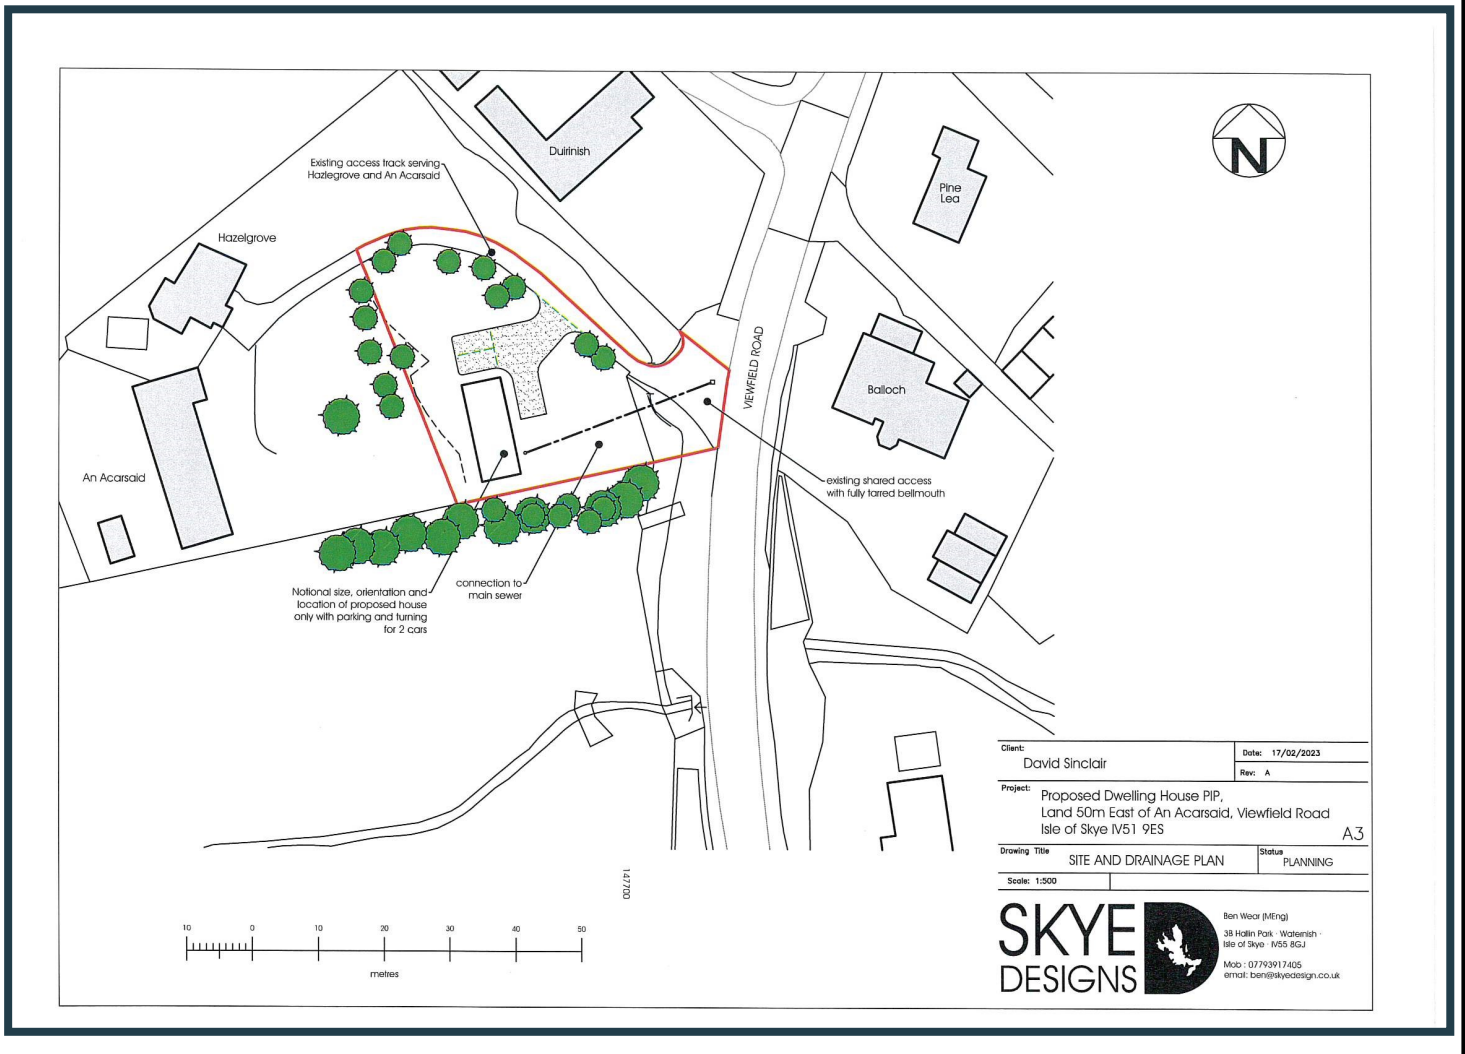 Duirinish
Existing access track serving
Hazlegrove and An Acarsaid
Pine
Lea
Hazelgrove
N
VIEWFIELD ROAD
Balloch
An Acarsaid
existing shared access
with fully tarred bellmouth
Notional size, orientation and
location of proposed house
only with parking and turning
for 2 cars
connection to
main sewer
Client:
David Sinclair
Date: 17/02/2023
Rev: A
Project:
Proposed Dwelling House PIP,
Land 50m East of An Acarsaid, Viewfield Road
Isle of Skye IV51 9ES
A3
Drawing Title
SITE AND DRAINAGE PLAN
Status
PLANNING
Scale: 1:500
147700
10 0 10 20 30 40 50
metres
SKYE
DESIGNS
Ben Wear (MEng)
3B Hallin Park · Waternish ·
Isle of Skye · IV55 8GJ
Mob : 07793917405
email: ben@skyedesign.co.uk